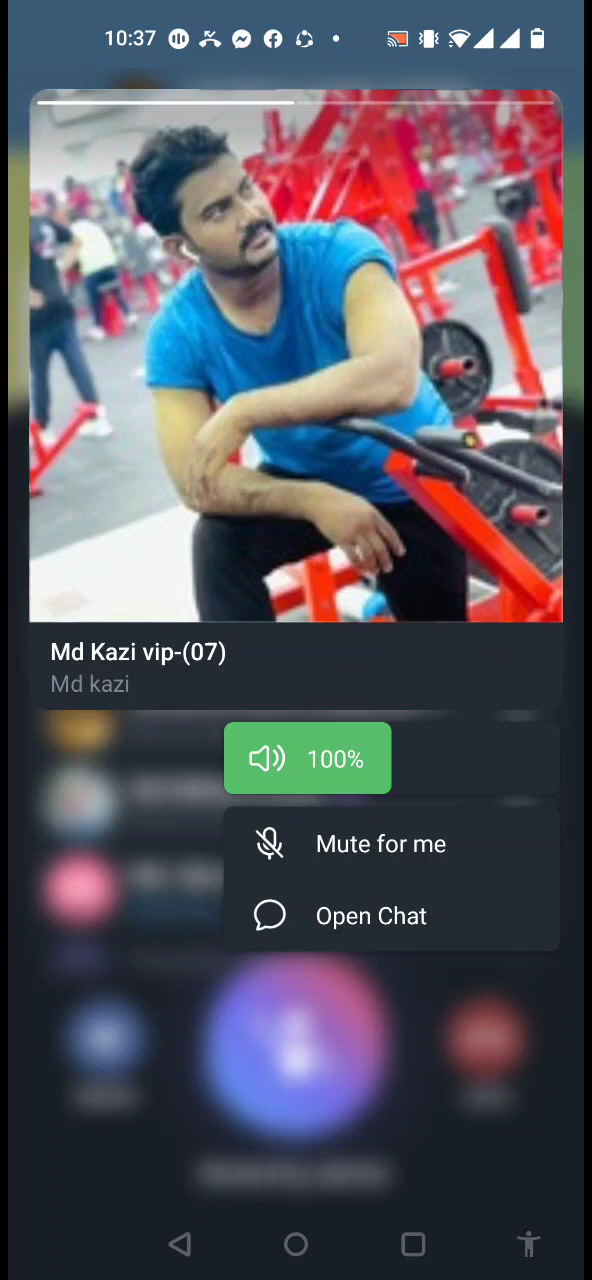 10:37
Md Kazi vip-(07)
Md kazi
100%
Mute for me
Open Chat